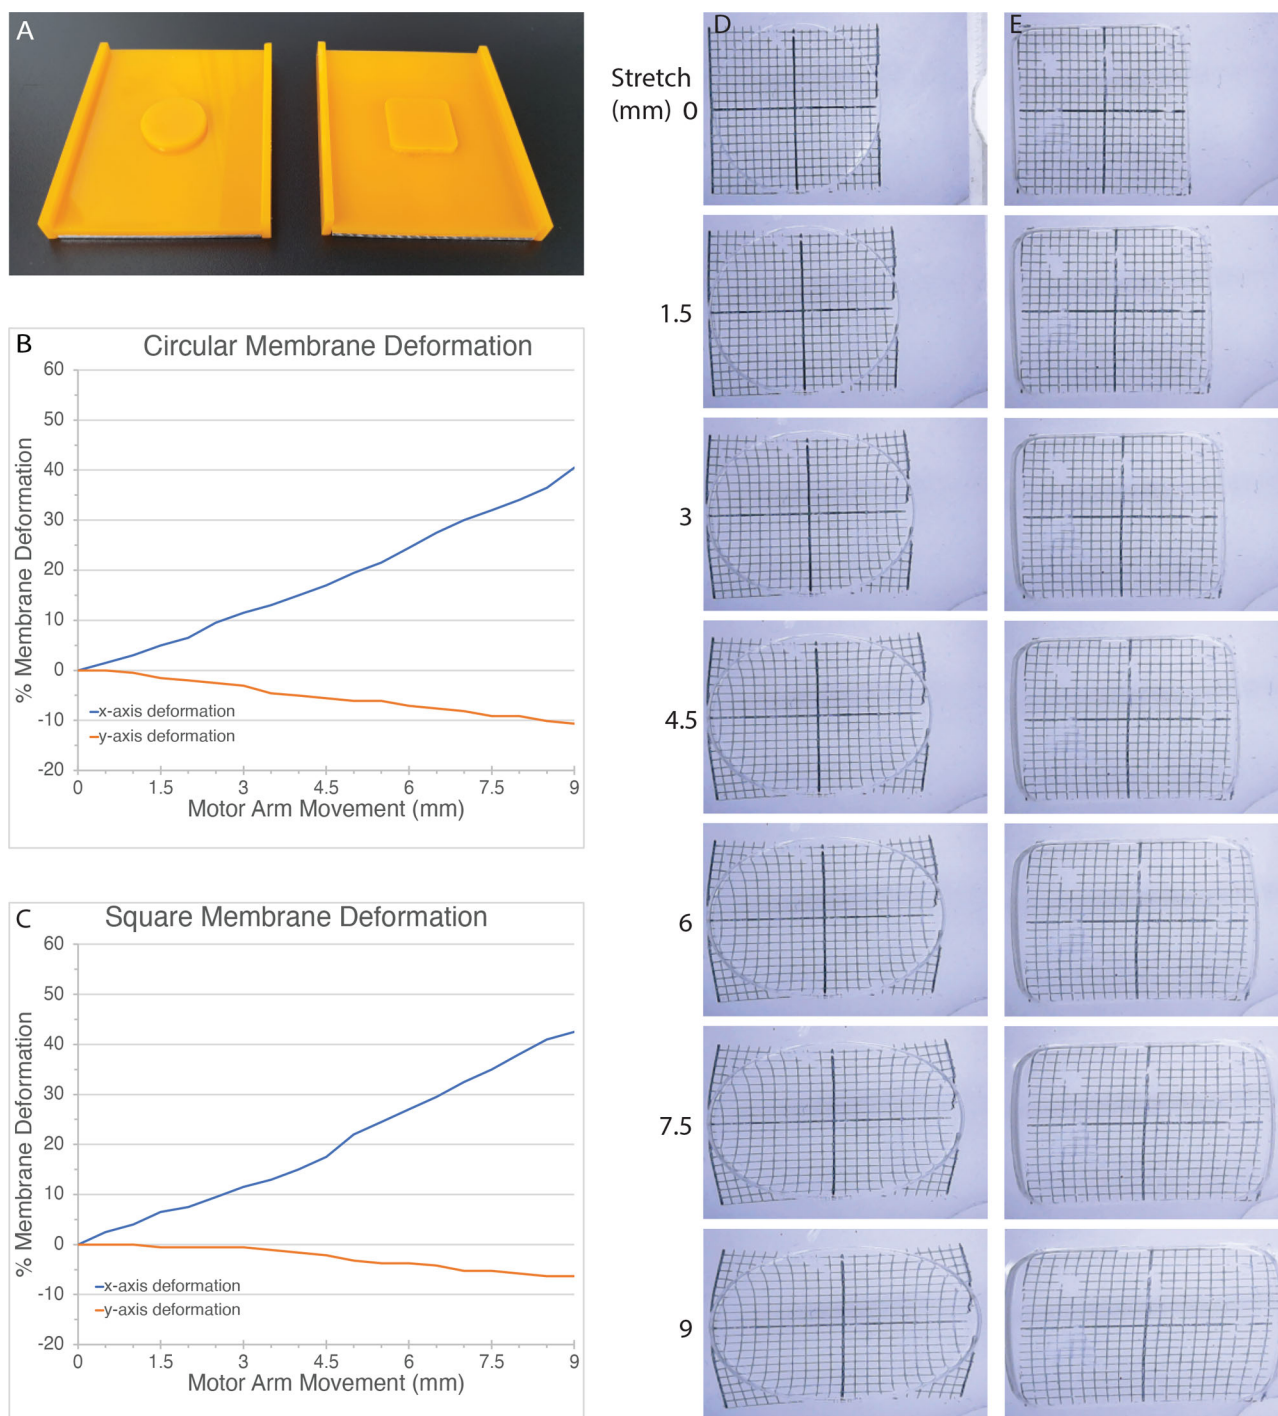 A
B
Circular Membrane Deformation
% Membrane Deformation
60
50
40
30
20
10
0
-10
-20
x-axis deformation
y-axis deformation
0 1.5 3 4.5 6 7.5 9
Motor Arm Movement (mm)
C
Square Membrane Deformation
% Membrane Deformation
60
50
40
30
20
10
0
-10
-20
x-axis deformation
y-axis deformation
0 1.5 3 4.5 6 7.5 9
Motor Arm Movement (mm)
D E
Stretch
(mm) 0
1.5
3
4.5
6
7.5
9